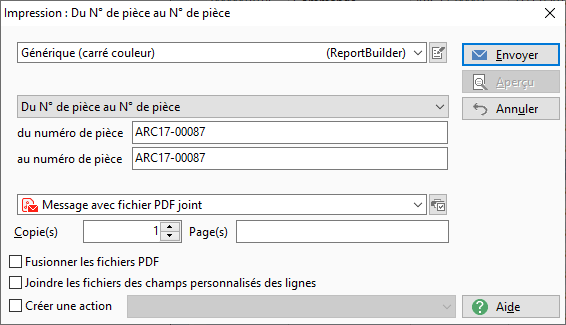 Impression : Du N° de pièce au N° de pièce
Générique (carré couleur) (ReportBuilder) Envoyer
Aperçu
Du N° de pièce au N° de pièce Annuler
du numéro de pièce ARC17-00087
au numéro de pièce ARC17-00087
Message avec fichier PDF joint
Copie(s) 1 Page(s)
Fusionner les fichiers PDF
Joindre les fichiers des champs personnalisés des lignes
Créer une action Aide